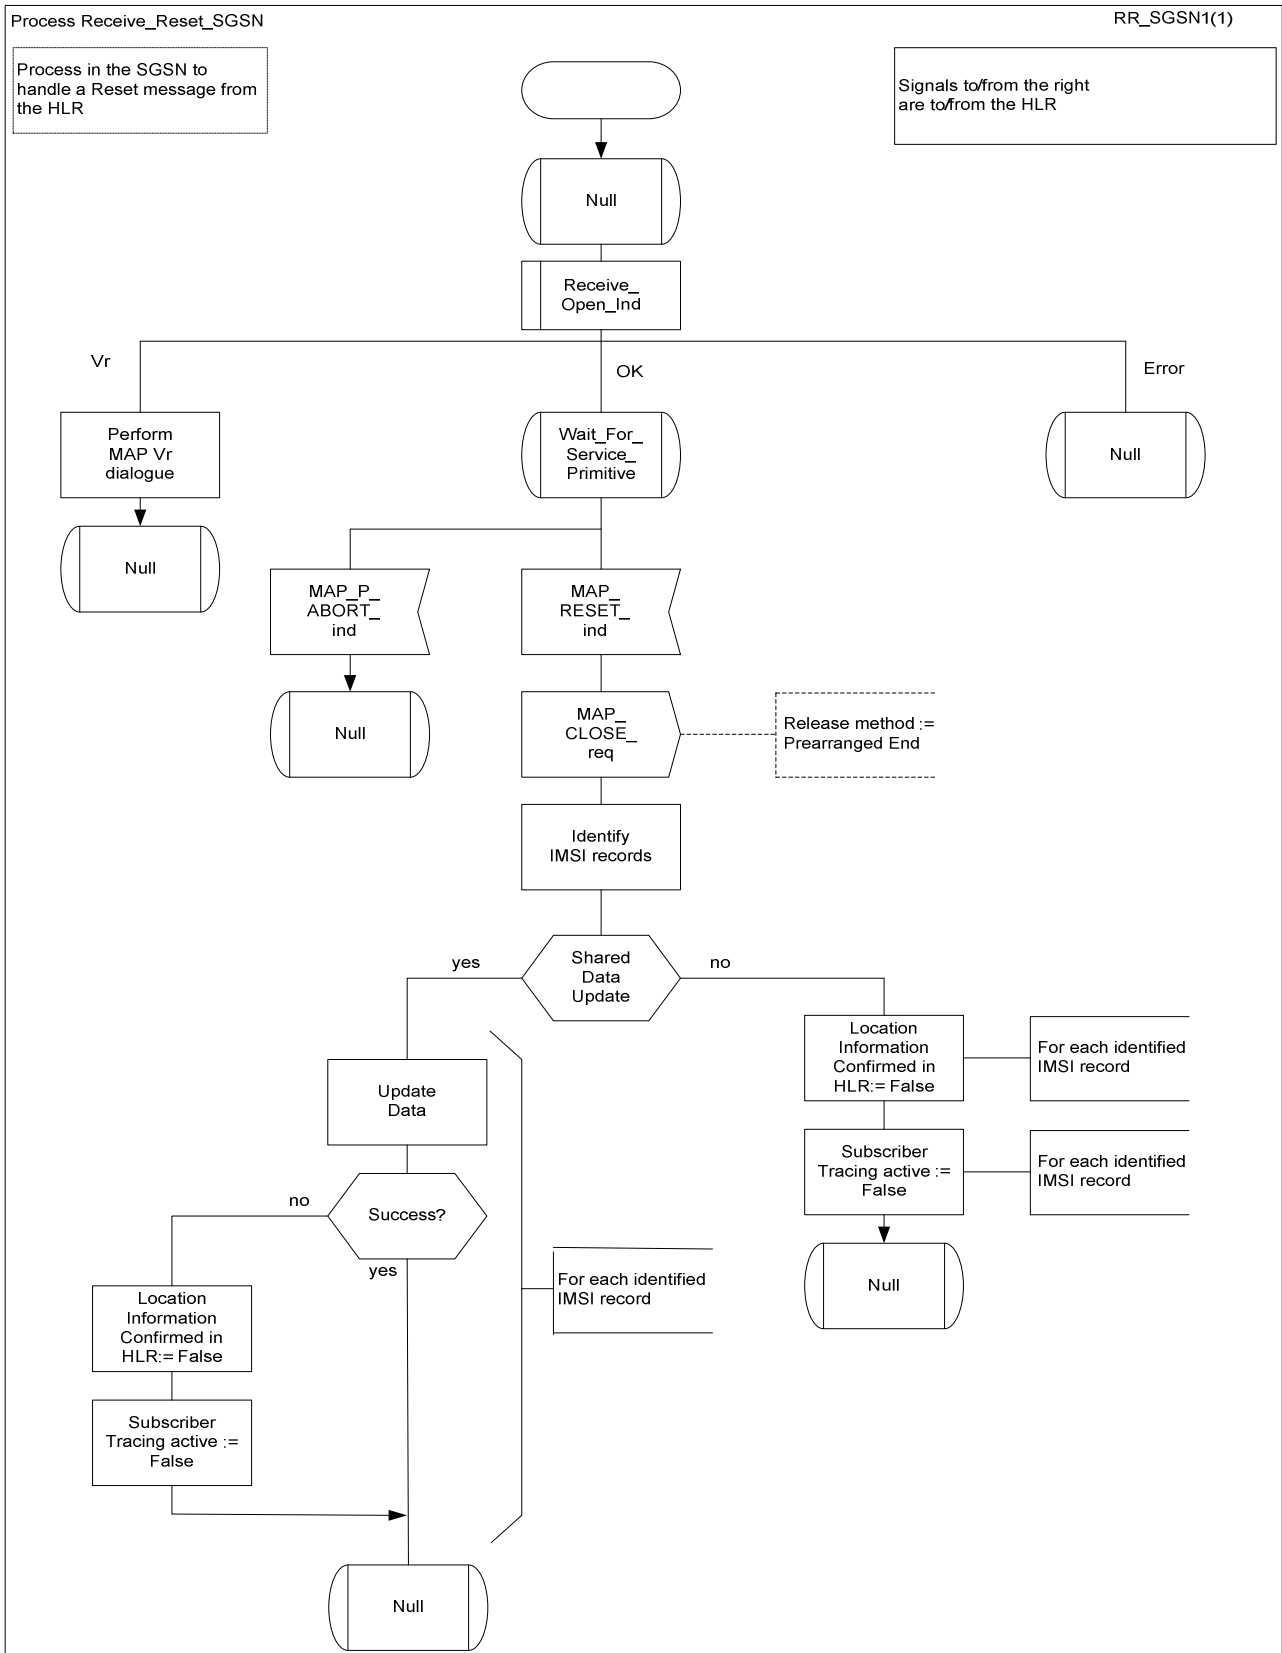 Process Receive_Reset_SGSN
RR_SGSN1(1)
Process in the SGSN to
handle a Reset message from
the HLR
Signals to/from the right
are to/from the HLR
Null
Receive_
Open_Ind
Vr
OK
Error
Perform
MAP Vr
dialogue
Wait_For_
Service_
Primitive
Null
Null
MAP_P_
ABORT_
ind
MAP_
RESET_
ind
Null
MAP_
CLOSE_
req
Release method :=
Prearranged End
Identify
IMSI records
yes
Shared
Data
Update
no
Location
Information
Confirmed in
HLR:= False
For each identified
IMSI record
Update
Data
Subscriber
Tracing active :=
False
For each identified
IMSI record
no
Success?
yes
Null
For each identified
IMSI record
Location
Information
Confirmed in
HLR:= False
Subscriber
Tracing active :=
False
Null